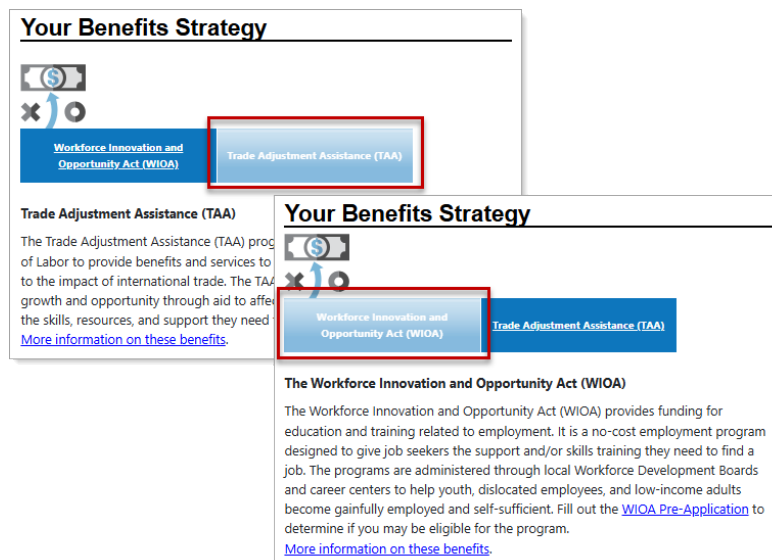 Your Benefits Strategy
$
Workforce Innovation and
Opportunity Act (WIOA)
Trade Adjustment Assistance (TAA)
Trade Adjustment Assistance (TAA)
The Trade Adjustment Assistance (TAA)
of Labor to provide benefits and services to
to the impact of international trade. The
growth and opportunity through aid to
the skills, resources, and support they need
More information on these benefits.
Your Benefits Strategy
$
Workforce Innovation and
Opportunity Act (WIOA)
Trade Adjustment Assistance (TAA)
The Workforce Innovation and Opportunity Act (WIOA)
The Workforce Innovation and Opportunity Act (WIOA) provides funding for
education and training related to employment. It is a no-cost employment program
designed to give job seekers the support and/or skills training they need to find a
job. The programs are administered through local Workforce Development Boards
and career centers to help youth, dislocated employees, and low-income adults
become gainfully employed and self-sufficient. Fill out the WIOA Pre-Application to
determine if you may be eligible for the program.
More information on these benefits.